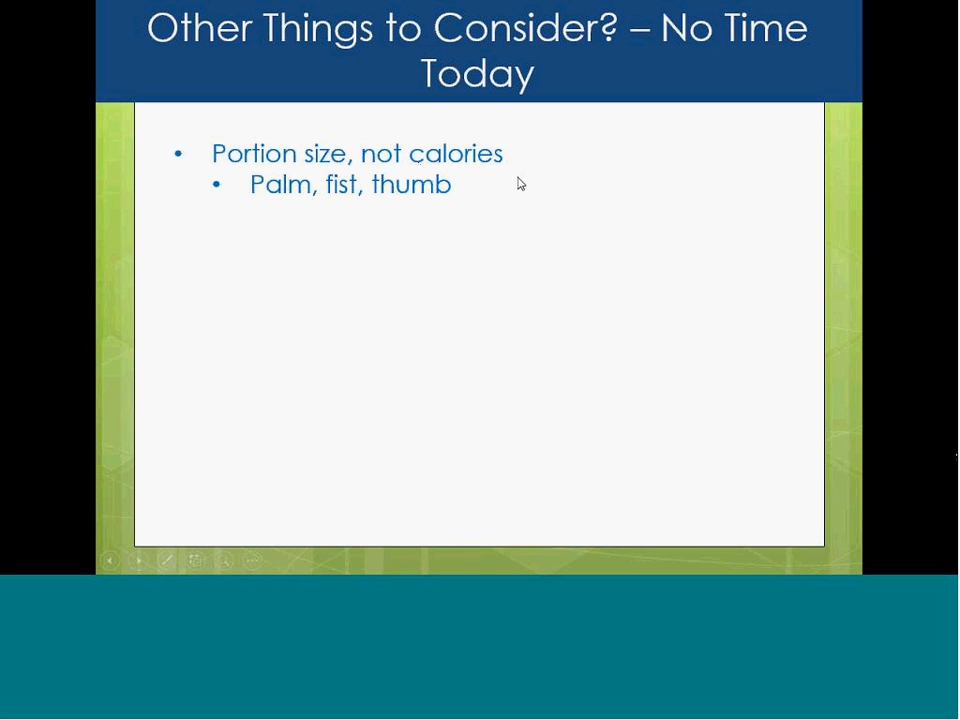 Other Things to Consider? – No Time
Today
• Portion size, not calories
• Palm, fist, thumb